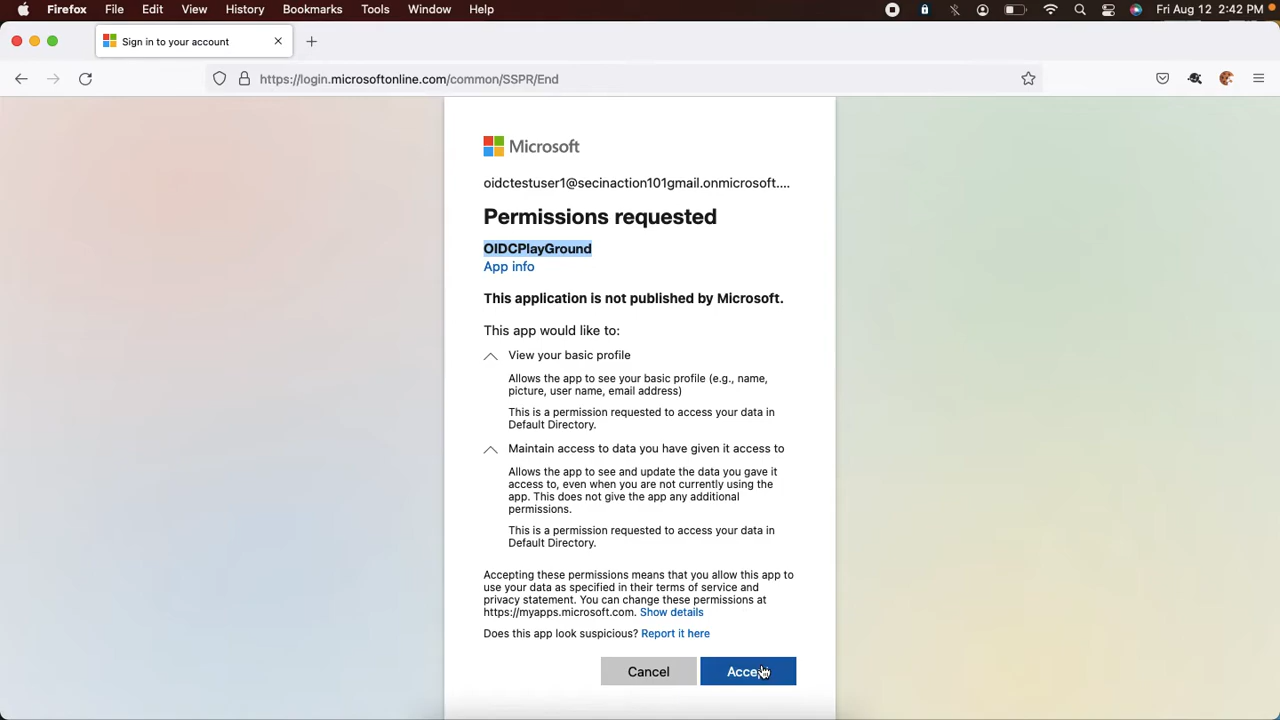 Firefox File Edit View History Bookmarks Tools Window Help Fri Aug 12 2:42 PM
Sign in to your account
https://login.microsoftonline.com/common/SSPR/End
Microsoft
oidctestuser1@secinaction101gmail.onmicrosoft....
Permissions requested
OIDCPlayGround
App info
This application is not published by Microsoft.
This app would like to:
View your basic profile
Allows the app to see your basic profile (e.g., name,
picture, user name, email address)
This is a permission requested to access your data in
Default Directory.
Maintain access to data you have given it access to
Allows the app to see and update the data you gave it
access to, even when you are not currently using the
app. This does not give the app any additional
permissions.
This is a permission requested to access your data in
Default Directory.
Accepting these permissions means that you allow this app to
use your data as specified in their terms of service and
privacy statement. You can change these permissions at
https://myapps.microsoft.com. Show details
Does this app look suspicious? Report it here
Cancel Accept